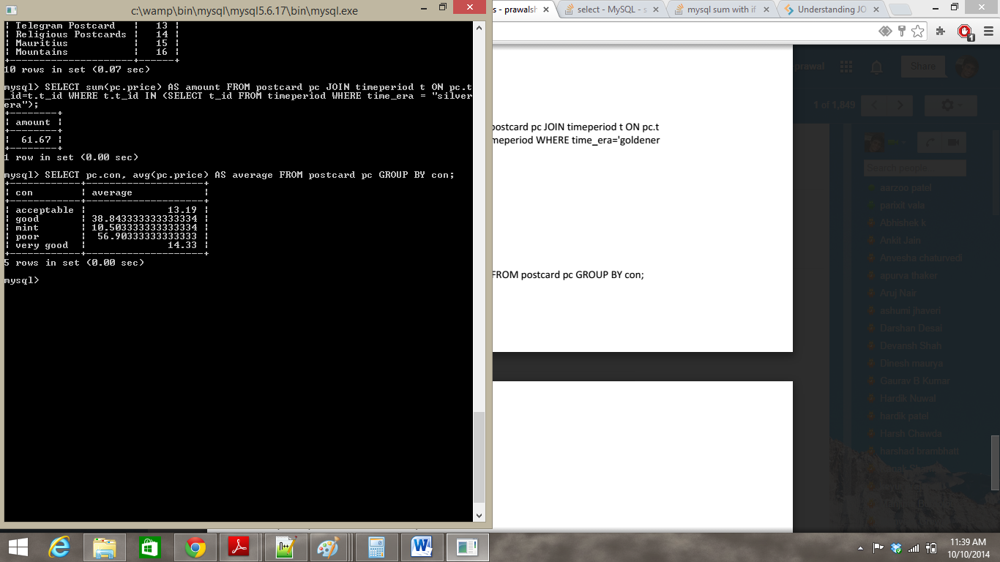 c:\wamp\bin\mysql\mysql5.6.17\bin\mysql.exe
| Telegram Postcard | 13 |
| Religious Postcards | 14 |
| Mauritius | 15 |
| Mountains | 16 |
+---------------------+------+
10 rows in set (0.07 sec)
mysql> SELECT sum(pc.price) AS amount FROM postcard pc JOIN timeperiod t ON pc.t
_id=t.t_id WHERE t.t_id IN (SELECT t_id FROM timeperiod WHERE time_era = "silver
era");
+--------+
| amount |
+--------+
| 61.67 |
+--------+
1 row in set (0.00 sec)
mysql> SELECT pc.con, avg(pc.price) AS average FROM postcard pc GROUP BY con;
+------------+--------------------+
| con | average |
+------------+--------------------+
| acceptable | 13.19 |
| good | 38.843333333333334 |
| mint | 10.503333333333334 |
| poor | 56.90333333333333 |
| very good | 14.33 |
+------------+--------------------+
5 rows in set (0.00 sec)
mysql>
s - prawalsh
select - MySQL - s
mysql sum with if
Understanding JO
1
prawal
Share
1 of 1,849
postcard pc JOIN timeperiod t ON pc.t
meperiod WHERE time_era='goldener
FROM postcard pc GROUP BY con;
Search people...
aarzoo patel
parixit vala
Abhishek k
Ankit Jain
Anvesha chaturvedi
apurva thaker
Aruj Nair
ashumi jhaveri
Darshan Desai
Devansh Shah
Dinesh maurya
Gaurav B Kumar
Hardik Nuwal
hardik patel
Harsh Chawda
harshad brambhatt
11:39 AM
10/10/2014